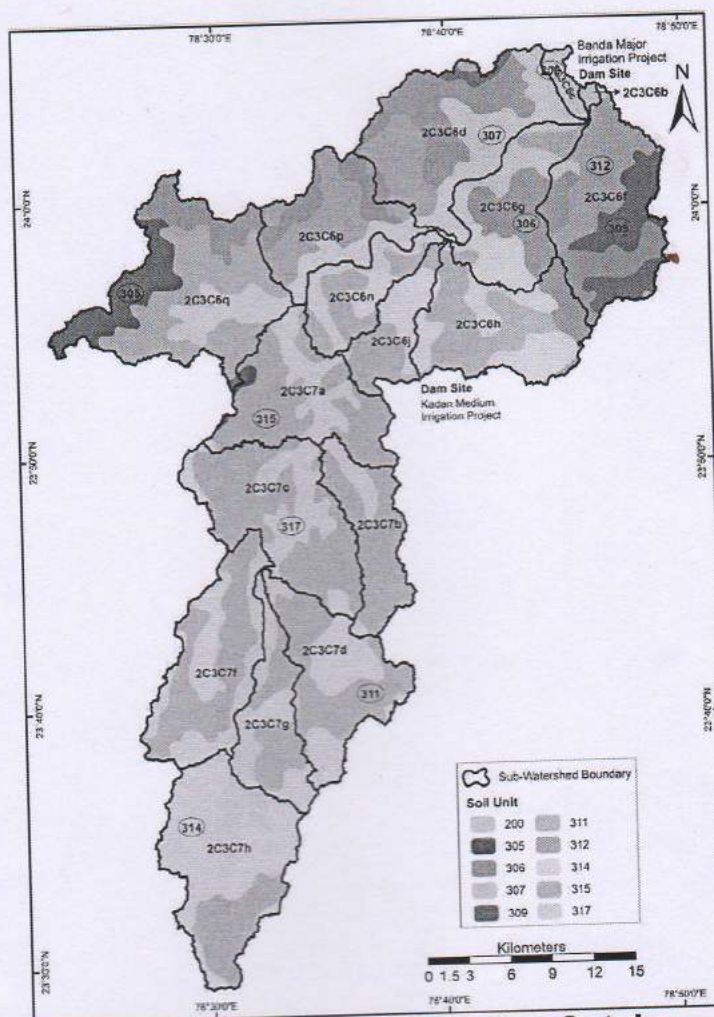 78°30'0"E
78°40'0"E
78°50'0"E
Banda Major
Irrigation Project
Dam Site
2C3C6b
N
2C3C6d
307
312
2C3C6f
24°0'0"N
24°0'0"N
2C3C6g
306
309
2C3C6p
2C3C6n
2C3C6q
305
2C3C6h
2C3C6j
Dam Site
Kadan Medium
Irrigation Project
2C3C7a
315
23°50'0"N
23°50'0"N
2C3C7c
317
2C3C7b
2C3C7d
2C3C7f
311
2C3C7g
23°40'0"N
23°40'0"N
314
2C3C7h
Sub-Watershed Boundary
Soil Unit
200 311
305 312
306 314
307 315
309 317
Kilometers
0 1.5 3 6 9 12 15
23°30'0"N
78°30'0"E
78°40'0"E
78°50'0"E